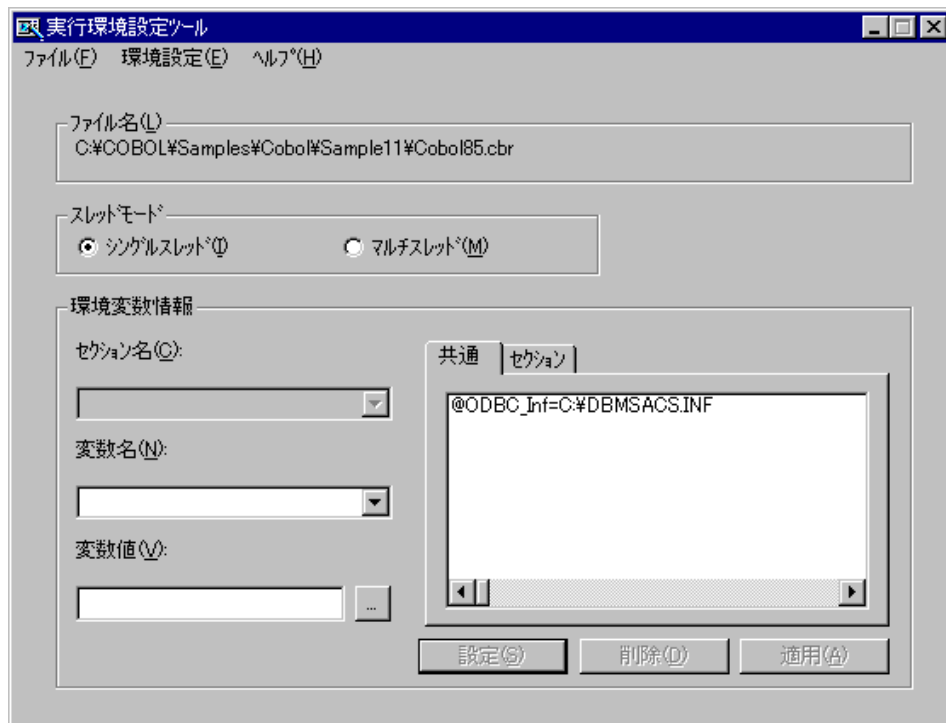 実行環境設定ツール
ﾌｧｲﾙ(F) 環境設定(E) ﾍﾙﾌﾟ(H)
ﾌｧｲﾙ名(L)
C:¥COBOL¥Samples¥Cobol¥Sample11¥Cobol85.cbr
ｽﾚｯﾄﾞﾓｰﾄﾞ
ｼﾝｸﾞﾙｽﾚｯﾄﾞ(I) ﾏﾙﾁｽﾚｯﾄﾞ(M)
環境変数情報
ｾｸｼｮﾝ名(C):
共通 ｾｸｼｮﾝ
@ODBC_Inf=C:¥DBMSACS.INF
変数名(N):
変数値(V):
...
設定(S) 削除(D) 適用(A)